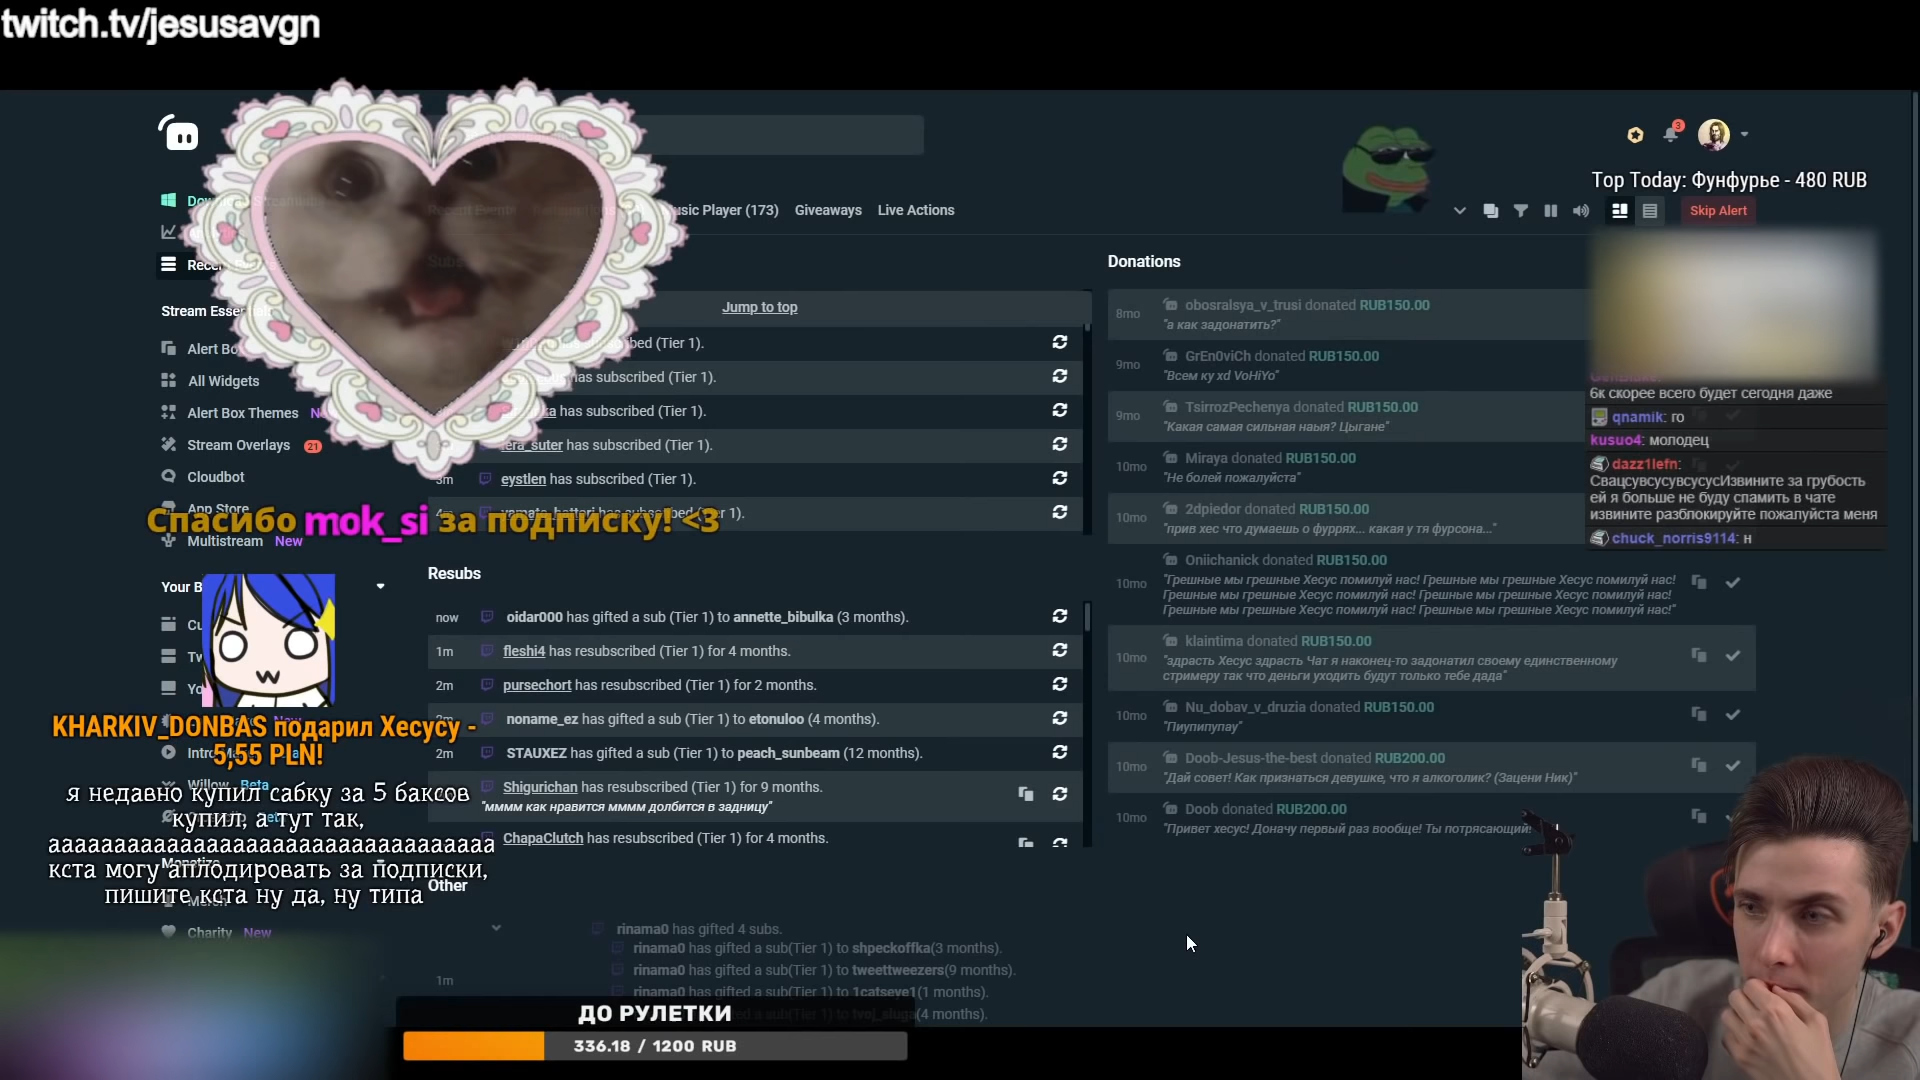 twitch.tv/jesusavgn
Top Today: Фунфурье - 480 RUB
Music Player (173)
Giveaways
Live Actions
Skip Alert
Stream Essentials
All Widgets
Alert Box Themes
Stream Overlays 21
Cloudbot
App Store
Multistream New
Jump to top
has subscribed (Tier 1).
has subscribed (Tier 1).
tera_suter has subscribed (Tier 1).
eystlen has subscribed (Tier 1).
Спасибо mok_si за подписку! <3
Resubs
now oidar000 has gifted a sub (Tier 1) to annette_bibulka (3 months).
1m fleshi4 has resubscribed (Tier 1) for 4 months.
2m pursechort has resubscribed (Tier 1) for 2 months.
noname_ez has gifted a sub (Tier 1) to etonuloo (4 months).
2m STAUXEZ has gifted a sub (Tier 1) to peach_sunbeam (12 months).
Shigurichan has resubscribed (Tier 1) for 9 months.
"мммм как нравится мммм долбится в задницу"
ChapaClutch has resubscribed (Tier 1) for 4 months.
Other
rinama0 has gifted 4 subs.
rinama0 has gifted a sub(Tier 1) to shpeckoffka(3 months).
rinama0 has gifted a sub(Tier 1) to tweettweezers(9 months).
1m
rinama0 has gifted a sub(Tier 1) to 1catseye1(1 months).
Donations
8mo obosralsya_v_trusi donated RUB150.00
"а как задонатить?"
9mo GrEn0viCh donated RUB150.00
"Всем ку xd VoHiYo"
9mo TsirrozPechenya donated RUB150.00
"Какая самая сильная наыя? Цыгане"
10mo Miraya donated RUB150.00
"Не болей пожалуйста"
10mo 2dpiedor donated RUB150.00
"прив хес что думаешь о фуррях... какая у тя фурсона..."
10mo Oniichanick donated RUB150.00
"Грешные мы грешные Хесус помилуй нас! Грешные мы грешные Хесус помилуй нас!
Грешные мы грешные Хесус помилуй нас! Грешные мы грешные Хесус помилуй нас!
Грешные мы грешные Хесус помилуй нас! Грешные мы грешные Хесус помилуй нас!"
10mo klaintima donated RUB150.00
"здрасть Хесус здрасть Чат я наконец-то задонатил своему единственному
стримеру так что деньги уходить будут только тебе дада"
10mo Nu_dobav_v_druzia donated RUB150.00
"Пиупипупау"
10mo Doob-Jesus-the-best donated RUB200.00
"Дай совет! Как признаться девушке, что я алкоголик? (Зацени Ник)"
10mo Doob donated RUB200.00
"Привет хесус! Доначу первый раз вообще! Ты потрясающий!
6к скорее всего будет сегодня даже
qnamik: го
kusuo4: молодец
dazz1lefn:
СвацсувсусувсусусИзвините за грубость
ей я больше не буду спамить в чате
извините разблокируйте пожалуйста меня
chuck_norris9114: н
KHARKIV_DONBAS подарил Хесусу -
5,55 PLN!
я недавно купил сабку за 5 баксов
купил, а тут так,
аааааааааааааааааааааааааааааааааа
кста могу аплодировать за подписки,
пишите кста ну да, ну типа
Charity New
ДО РУЛЕТКИ
336.18 / 1200 RUB